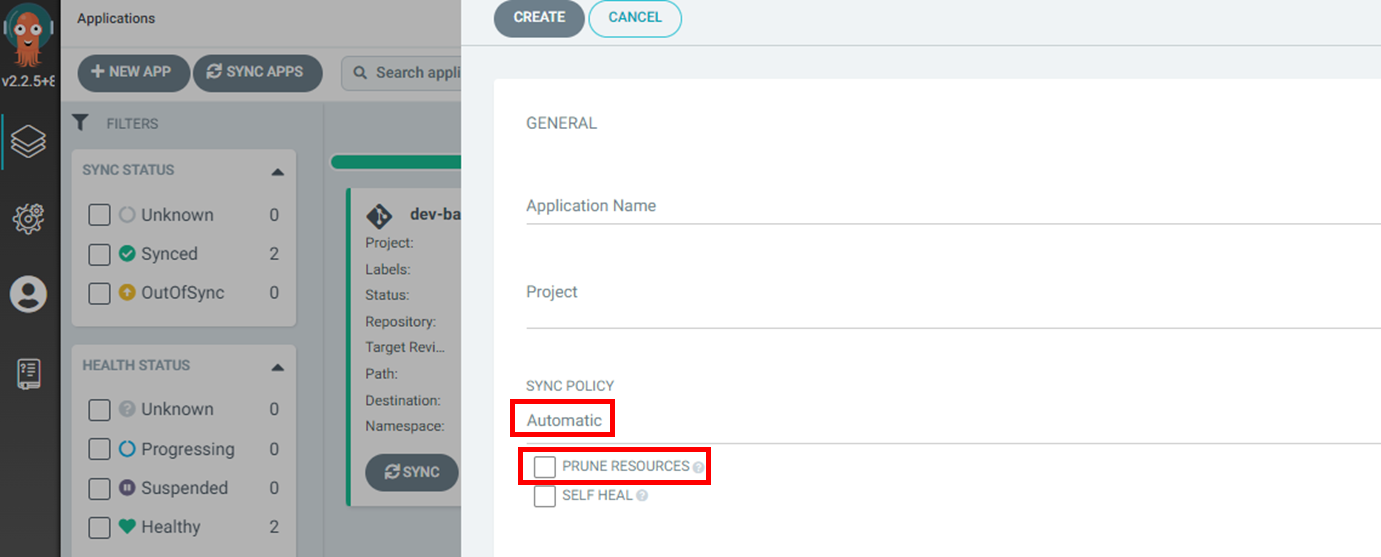 Applications
CREATE
CANCEL
v2.2.5+8
NEW APP
SYNC APPS
Search appli
FILTERS
SYNC STATUS
Unknown 0
Synced 2
OutOfSync 0
HEALTH STATUS
Unknown 0
Progressing 0
Suspended 0
Healthy 2
dev-ba
Project:
Labels:
Status:
Repository:
Target Revi...
Path:
Destination:
Namespace:
SYNC
GENERAL
Application Name
Project
SYNC POLICY
Automatic
PRUNE RESOURCES
SELF HEAL